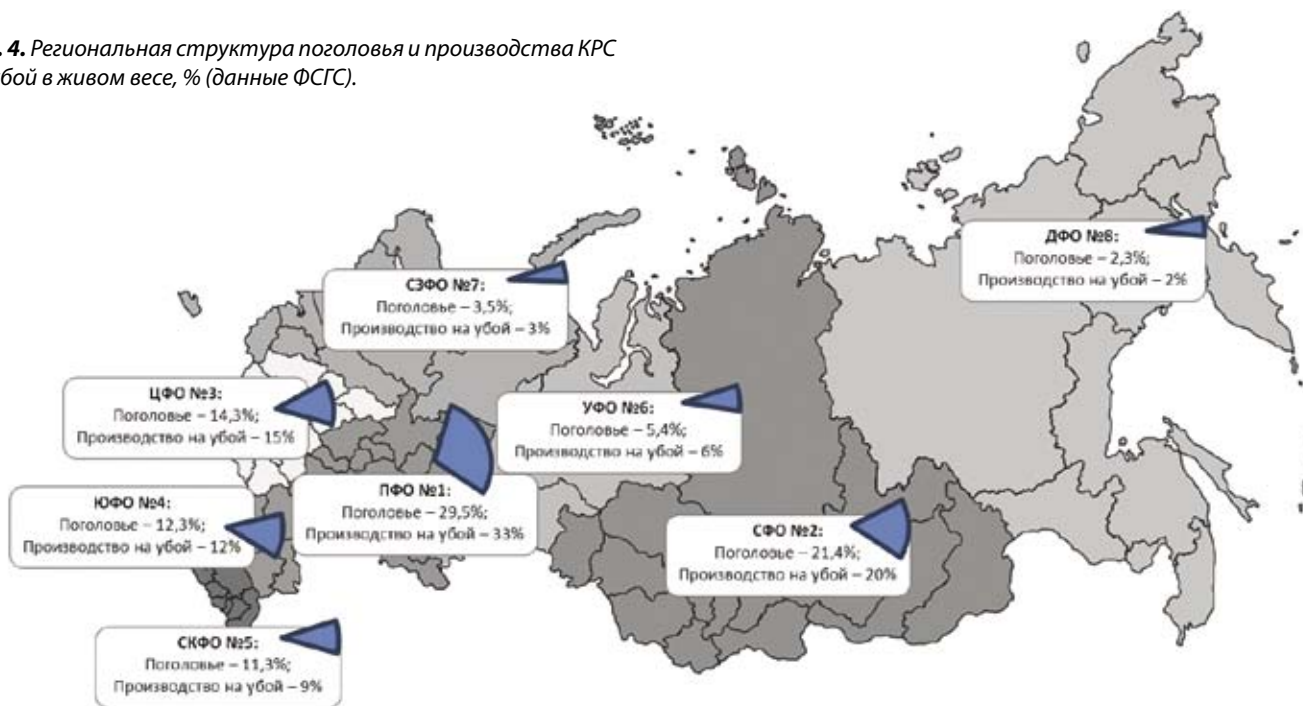 . 4. Региональная структура поголовья и производства КРС
бой в живом весе, % (данные ФСГС).
ДФО №8:
Поголовье – 2,3%;
Производство на убой – 2%
СЗФО №7:
Поголовье – 3,5%;
Производство на убой – 3%
ЦФО №3:
Поголовье – 14,3%;
Производство на убой – 15%
УФО №6:
Поголовье – 5,4%;
Производство на убой – 6%
ПФО №1:
Поголовье – 29,5%;
Производство на убой – 33%
ЮФО №4:
Поголовье – 12,3%;
Производство на убой – 12%
СФО №2:
Поголовье – 21,4%;
Производство на убой – 20%
СКФО №5:
Поголовье – 11,3%;
Производство на убой – 9%